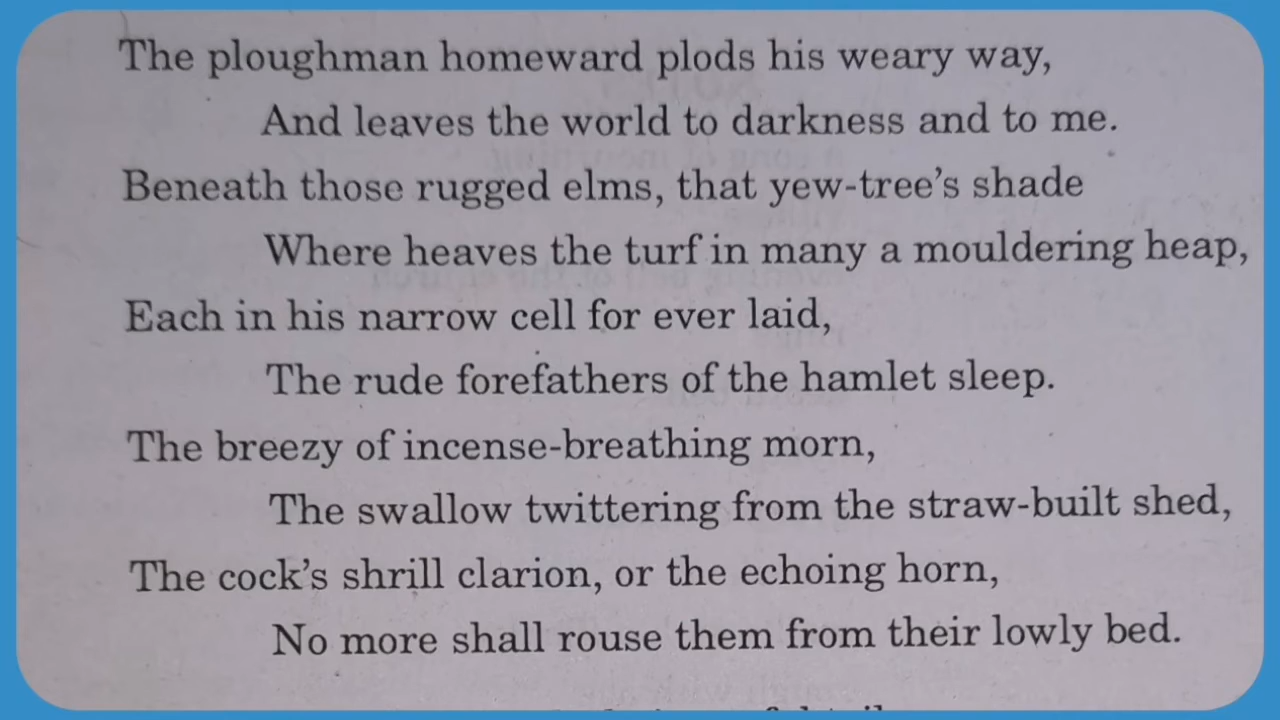 The ploughman homeward plods his weary way,
And leaves the world to darkness and to me.
Beneath those rugged elms, that yew-tree's shade
Where heaves the turf in many a mouldering heap,
Each in his narrow cell for ever laid,
The rude forefathers of the hamlet sleep.
The breezy of incense-breathing morn,
The swallow twittering from the straw-built shed,
The cock's shrill clarion, or the echoing horn,
No more shall rouse them from their lowly bed.